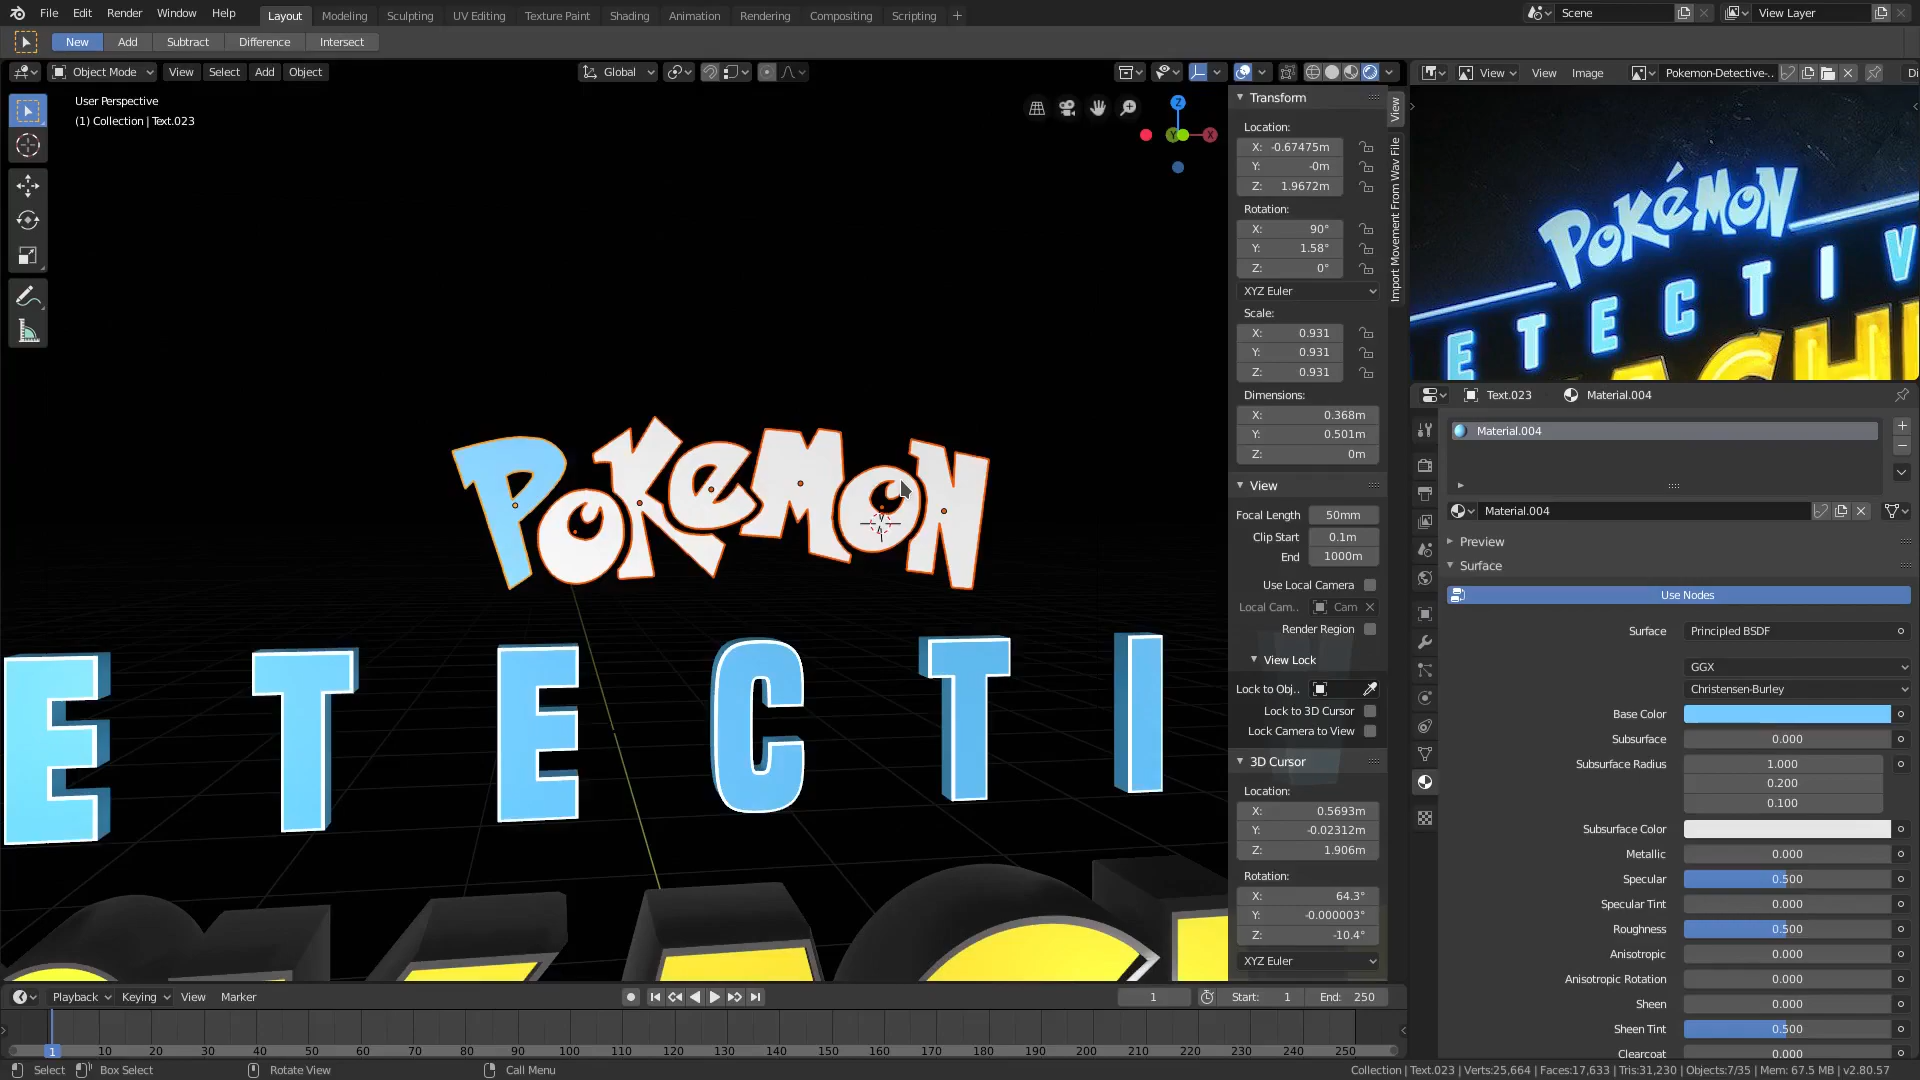 File Edit Render Window Help Layout Modeling Sculpting UV Editing Texture Paint Shading Animation Rendering Compositing Scripting + Scene View Layer
New Add Subtract Difference Intersect
Object Mode View Select Add Object Global View View Image Pokemon-Detective-.. Di
User Perspective
(1) Collection | Text.023
Z
Y
X
POKéMON
E T E C T I
Transform
Location:
X: -0.67475m
Y: -0m
Z: 1.9672m
Rotation:
X: 90°
Y: 1.58°
Z: 0°
XYZ Euler
Scale:
X: 0.931
Y: 0.931
Z: 0.931
Dimensions:
X: 0.368m
Y: 0.501m
Z: 0m
View
Focal Length 50mm
Clip Start 0.1m
End 1000m
Use Local Camera
Local Cam.. Cam
Render Region
View Lock
Lock to Obj..
Lock to 3D Cursor
Lock Camera to View
3D Cursor
Location:
X: 0.5693m
Y: -0.02312m
Z: 1.906m
Rotation:
X: 64.3°
Y: -0.000003°
Z: -10.4°
XYZ Euler
View
Import Movement From Wav File
POKéMON
E T E C T I V
ACHU
Text.023 Material.004
Material.004
Material.004
Preview
Surface
Use Nodes
Surface Principled BSDF
GGX
Christensen-Burley
Base Color
Subsurface 0.000
Subsurface Radius 1.000
0.200
0.100
Subsurface Color
Metallic 0.000
Specular 0.500
Specular Tint 0.000
Roughness 0.500
Anisotropic 0.000
Anisotropic Rotation 0.000
Sheen 0.000
Sheen Tint 0.500
Clearcoat 0.000
Playback Keying View Marker 1 Start: 1 End: 250
1 10 20 30 40 50 60 70 80 90 100 110 120 130 140 150 160 170 180 190 200 210 220 230 240 250
Select Box Select Rotate View Call Menu Collection | Text.023 | Verts:25,664 | Faces:17,633 | Tris:31,230 | Objects:7/35 | Mem: 67.5 MB | v2.80.57